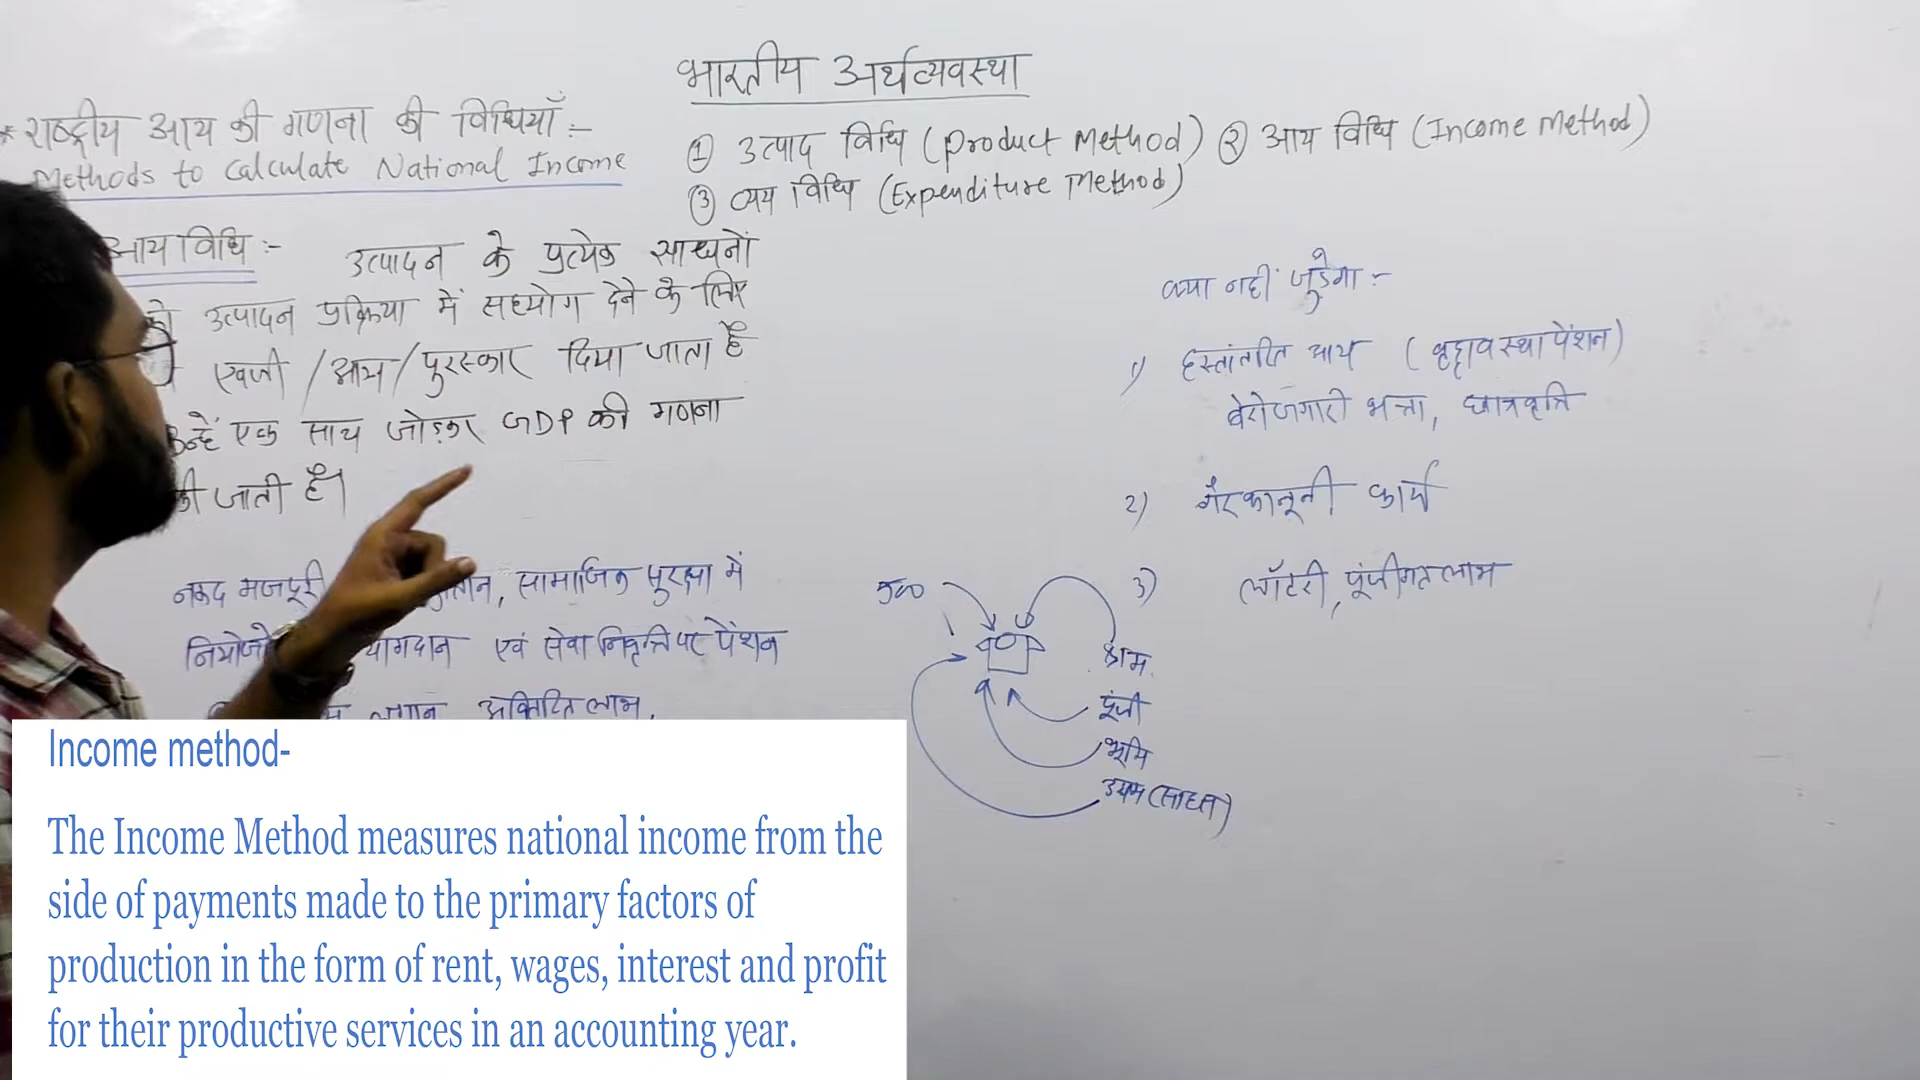 भारतीय अर्थव्यवस्था
* राष्ट्रीय आय की गणना की विधियाँ :-
Methods to Calculate National Income
① उत्पाद विधि (Product Method) ② आय विधि (Income Method)
③ व्यय विधि (Expenditure Method)
आय विधि :- उत्पादन के प्रत्येक साधनों
को उत्पादन प्रक्रिया में सहयोग देने के लिए
एवजी / आय / पुरस्कार दिया जाता है
इन्हें एक साथ जोड़कर GDP की गणना
की जाती है।
नकद मजदूरी सामाजिक सुरक्षा में
एवं सेवानिवृत्ति पर पेंशन
लगान लाभ,
क्या नहीं जुड़ेगा :-
1) हस्तांतरित आय (वृद्दावस्था पेंशन)
बेरोजगारी भत्ता, छात्रवृत्ति
2) गैरकानूनी कार्य
3) लॉटरी, पूंजीगत लाभ
500
श्रम
पूंजी
भूमि
उद्यम (साहस)
Income method-
The Income Method measures national income from the
side of payments made to the primary factors of
production in the form of rent, wages, interest and profit
for their productive services in an accounting year.